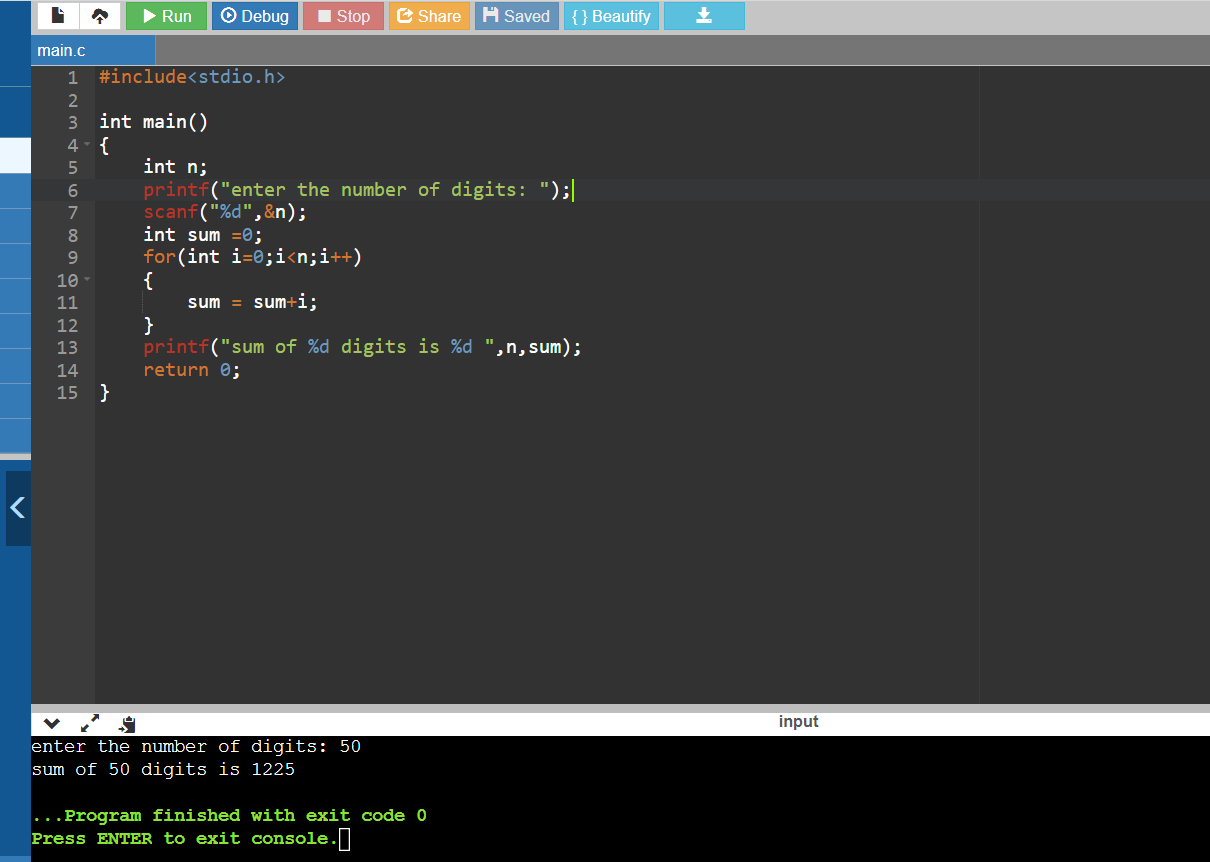 Run Debug Stop Share Saved { } Beautify
main.c
1 #include<stdio.h>
2
3 int main()
4 {
5     int n;
6     printf("enter the number of digits: ");
7     scanf("%d",&n);
8     int sum =0;
9     for(int i=0;i<n;i++)
10     {
11         sum = sum+i;
12     }
13     printf("sum of %d digits is %d ",n,sum);
14     return 0;
15 }
input
enter the number of digits: 50
sum of 50 digits is 1225
...Program finished with exit code 0
Press ENTER to exit console.